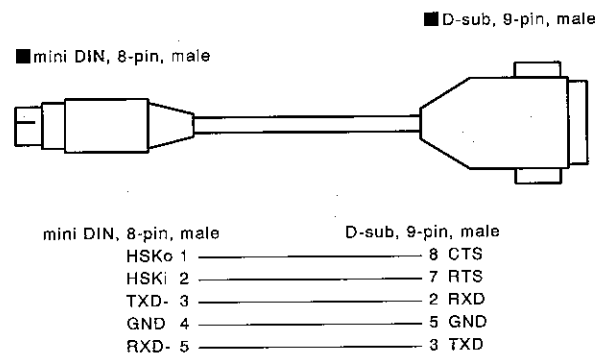 ■D-sub, 9-pin, male
■mini DIN, 8-pin, male
mini DIN, 8-pin, male D-sub, 9-pin, male
HSKo 1 8 CTS
HSKi 2 7 RTS
TXD- 3 2 RXD
GND 4 5 GND
RXD- 5 3 TXD